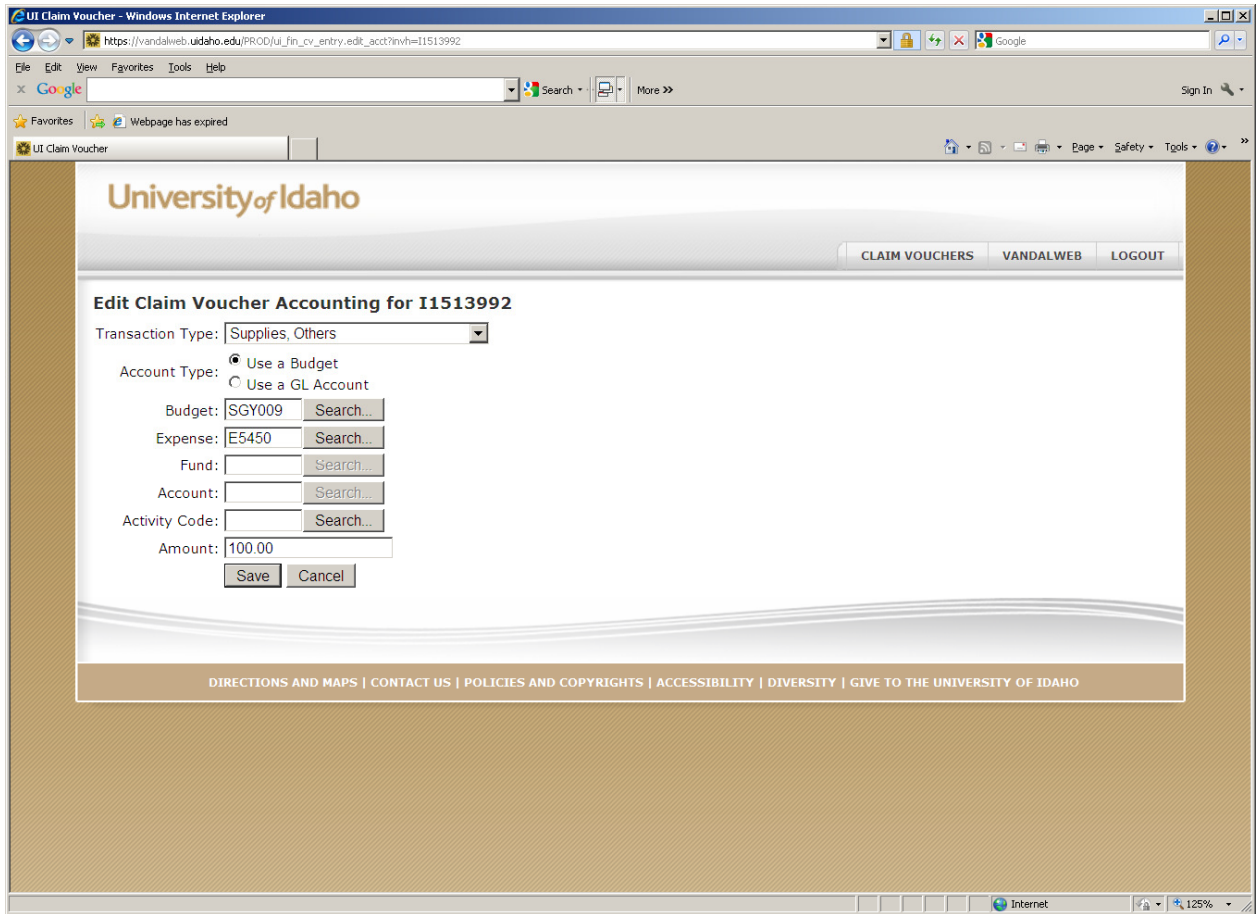 UI Claim Voucher - Windows Internet Explorer
https://vandalweb.uidaho.edu/PROD/ui_fin_cv_entry.edit_acct?invh=I1513992
Google
File Edit View Favorites Tools Help
x Google Search More >> Sign In
Favorites Webpage has expired
UI Claim Voucher Page Safety Tools >>
University of Idaho
CLAIM VOUCHERS VANDALWEB LOGOUT
Edit Claim Voucher Accounting for I1513992
Transaction Type: Supplies, Others
Account Type: Use a Budget
Use a GL Account
Budget: SGY009 Search...
Expense: E5450 Search...
Fund: Search...
Account: Search...
Activity Code: Search...
Amount: 100.00
Save Cancel
DIRECTIONS AND MAPS | CONTACT US | POLICIES AND COPYRIGHTS | ACCESSIBILITY | DIVERSITY | GIVE TO THE UNIVERSITY OF IDAHO
Internet 125%